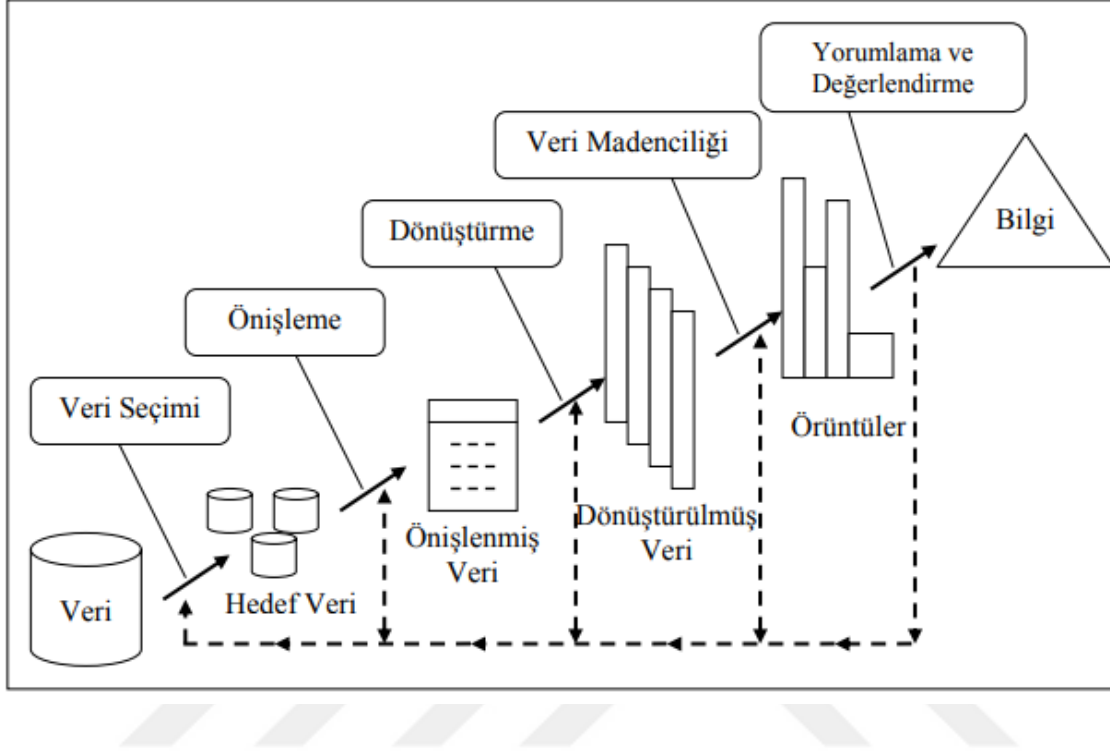 Yorumlama ve
Değerlendirme
Veri Madenciliği
Bilgi
Dönüştürme
Önişleme
Veri Seçimi
Örüntüler
Dönüştürülmüş
Veri
Önişlenmiş
Veri
Hedef Veri
Veri